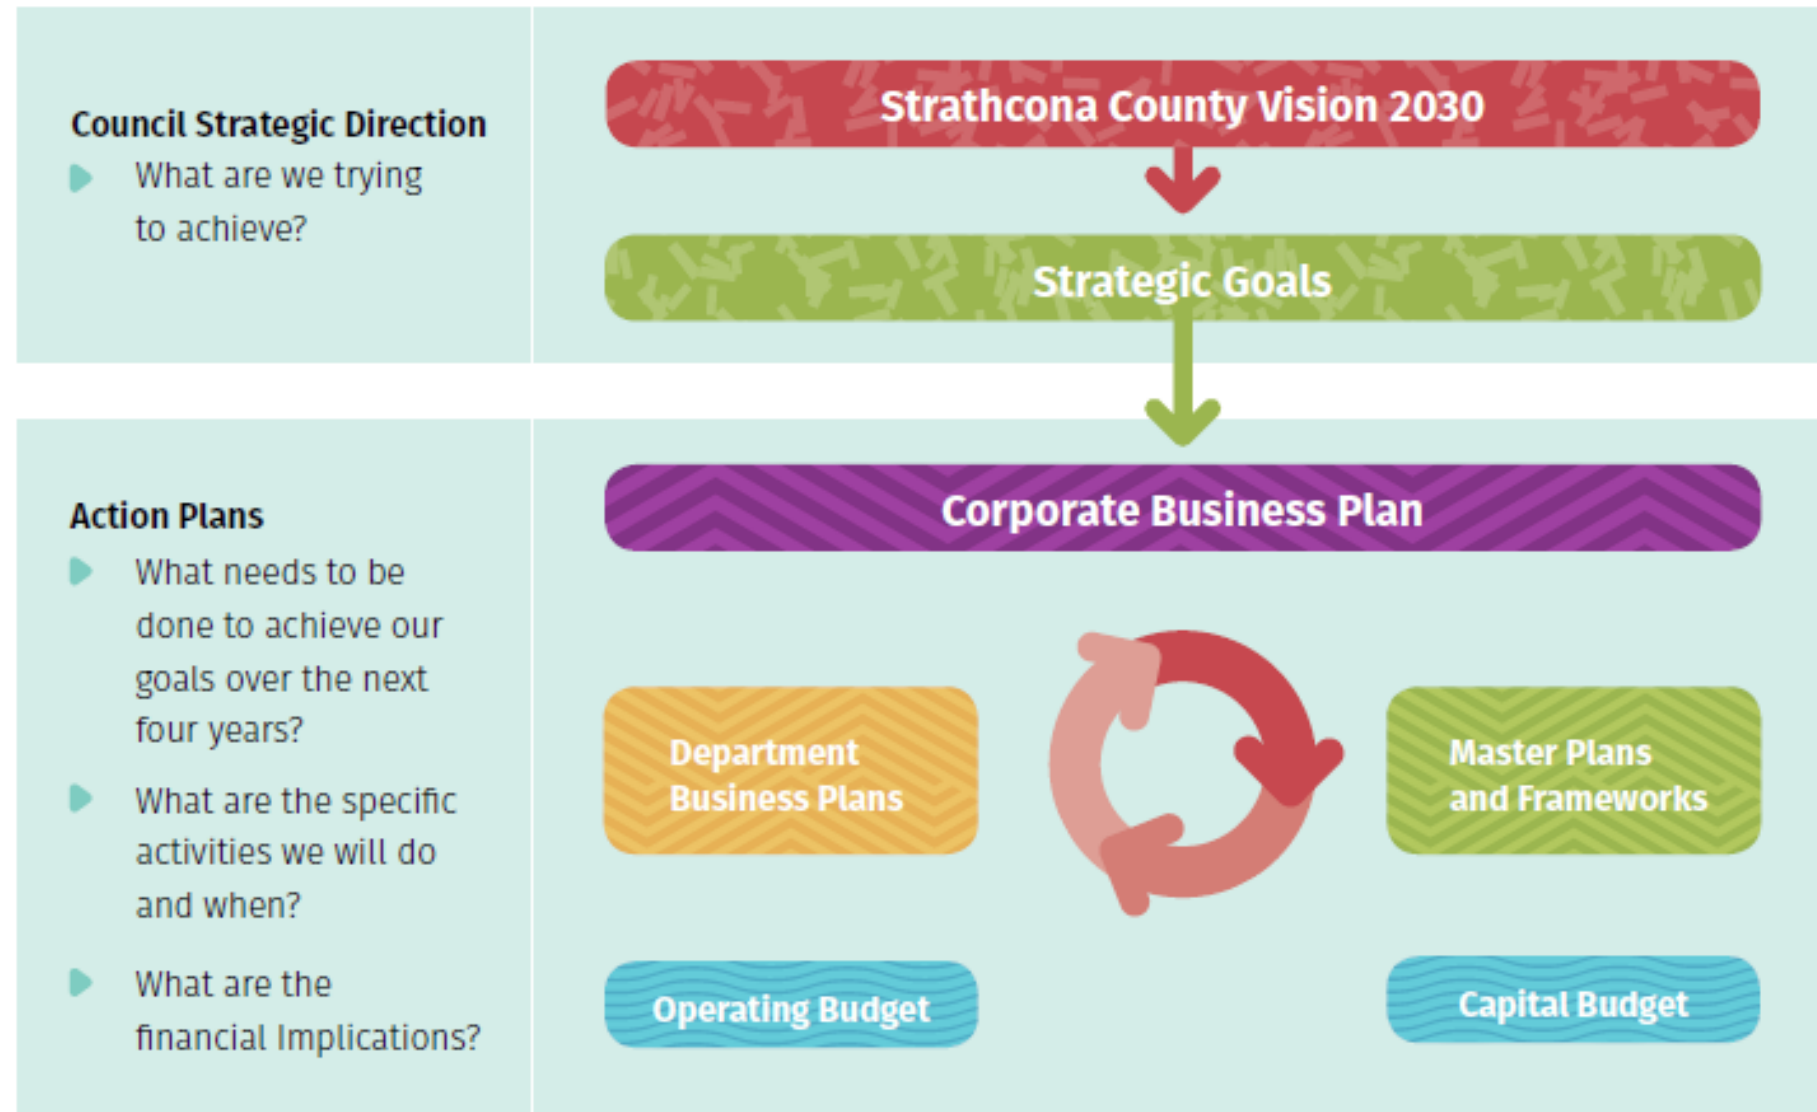 Council Strategic Direction
What are we trying
to achieve?
Strathcona County Vision 2030
Strategic Goals
Action Plans
What needs to be
done to achieve our
goals over the next
four years?
What are the specific
activities we will do
and when?
What are the
financial Implications?
Corporate Business Plan
Department
Business Plans
Master Plans
and Frameworks
Operating Budget
Capital Budget